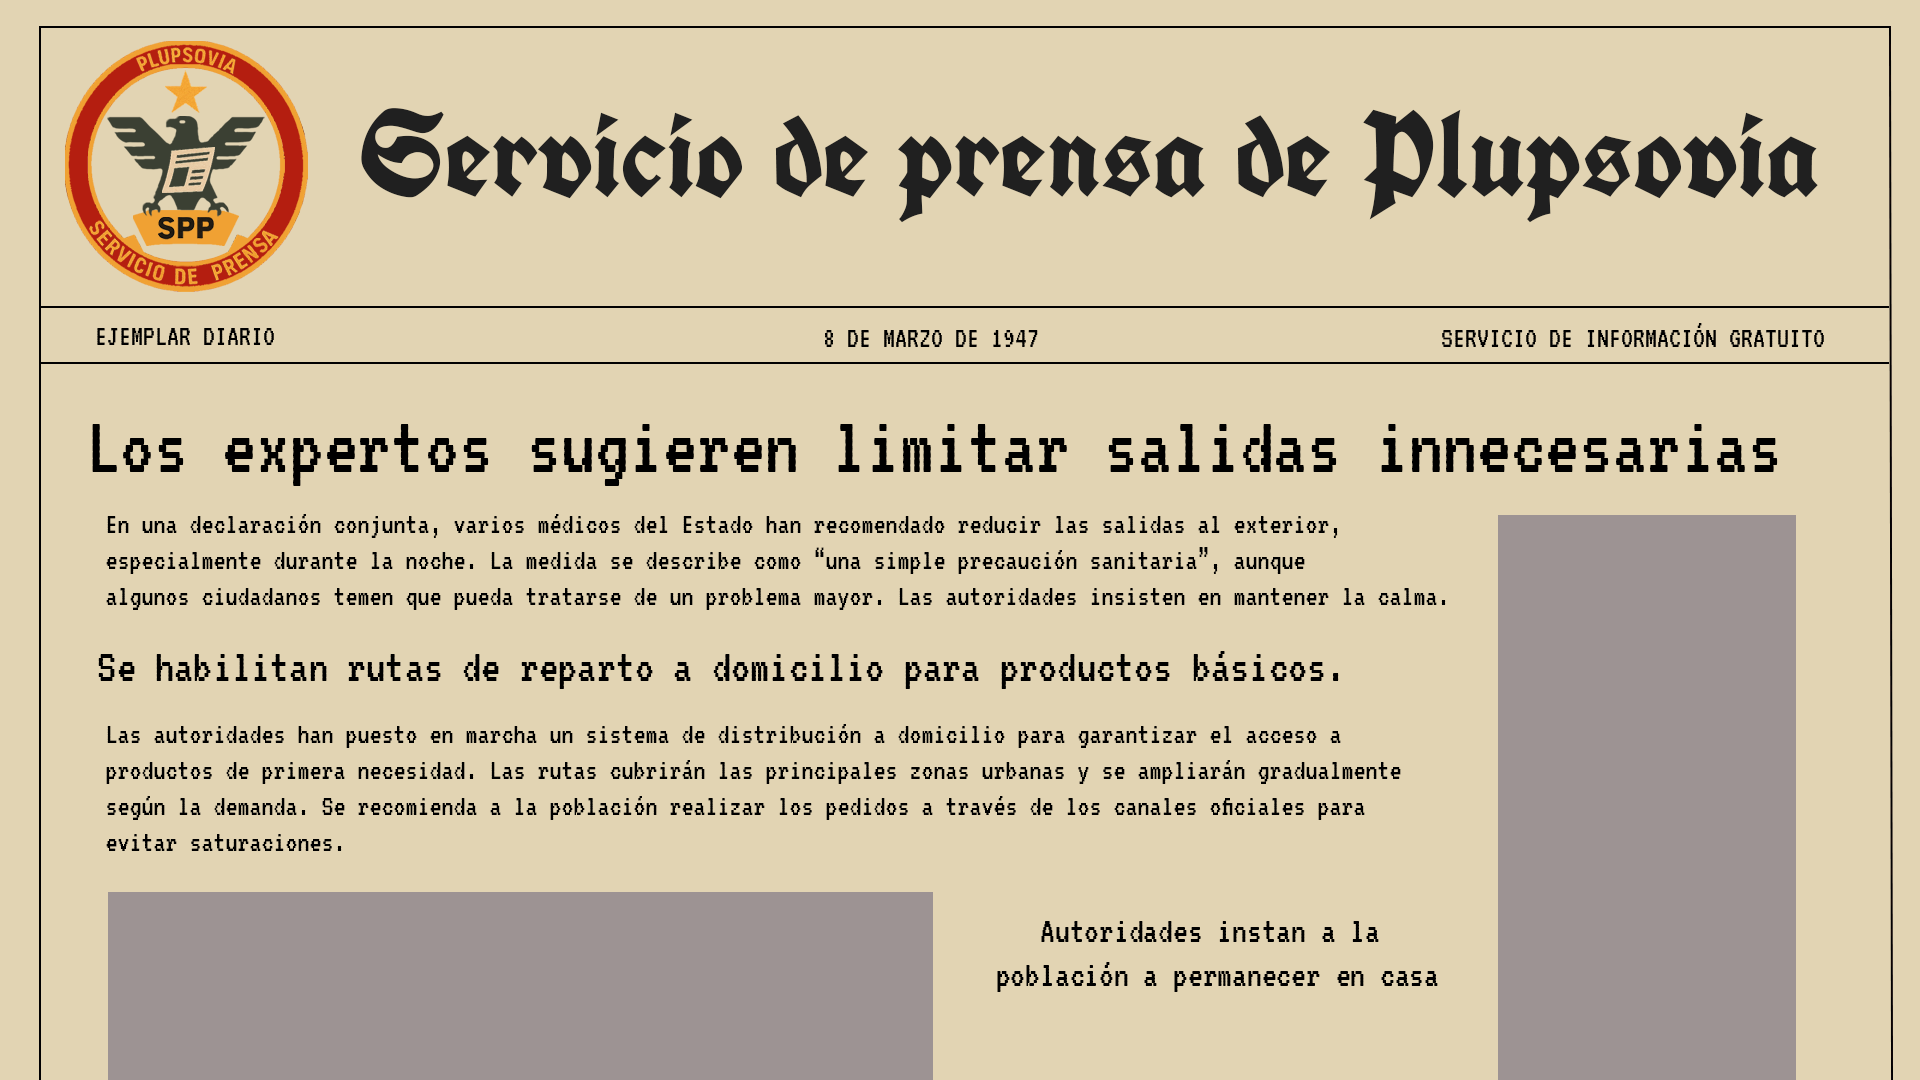 PLUPSOVIA
SPP
SERVICIO DE PRENSA
Servicio de prensa de Plupsovia
EJEMPLAR DIARIO
8 DE MARZO DE 1947
SERVICIO DE INFORMACIÓN GRATUITO
Los expertos sugieren limitar salidas innecesarias
En una declaración conjunta, varios médicos del Estado han recomendado reducir las salidas al exterior,
especialmente durante la noche. La medida se describe como “una simple precaución sanitaria”, aunque
algunos ciudadanos temen que pueda tratarse de un problema mayor. Las autoridades insisten en mantener la calma.
Se habilitan rutas de reparto a domicilio para productos básicos.
Las autoridades han puesto en marcha un sistema de distribución a domicilio para garantizar el acceso a
productos de primera necesidad. Las rutas cubrirán las principales zonas urbanas y se ampliarán gradualmente
según la demanda. Se recomienda a la población realizar los pedidos a través de los canales oficiales para
evitar saturaciones.
Autoridades instan a la
población a permanecer en casa